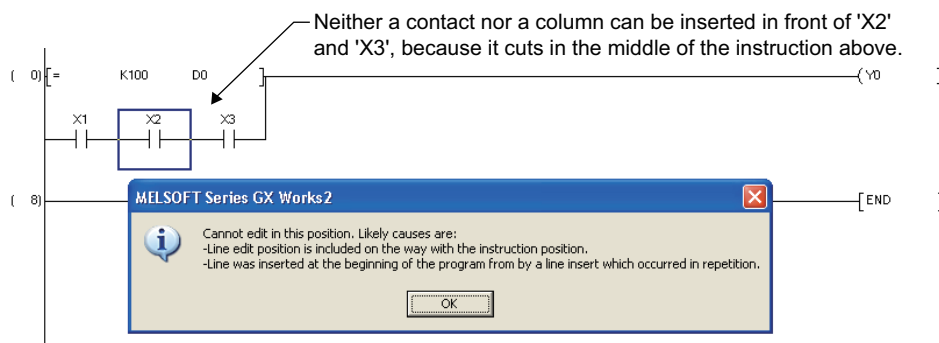 Neither a contact nor a column can be inserted in front of 'X2'
and 'X3', because it cuts in the middle of the instruction above.
( 0) [= K100 D0 ] (Y0 )
X1 X2 X3
( 8) [END ]
MELSOFT Series GX Works2
Cannot edit in this position. Likely causes are:
-Line edit position is included on the way with the instruction position.
-Line was inserted at the beginning of the program from by a line insert which occurred in repetition.
OK